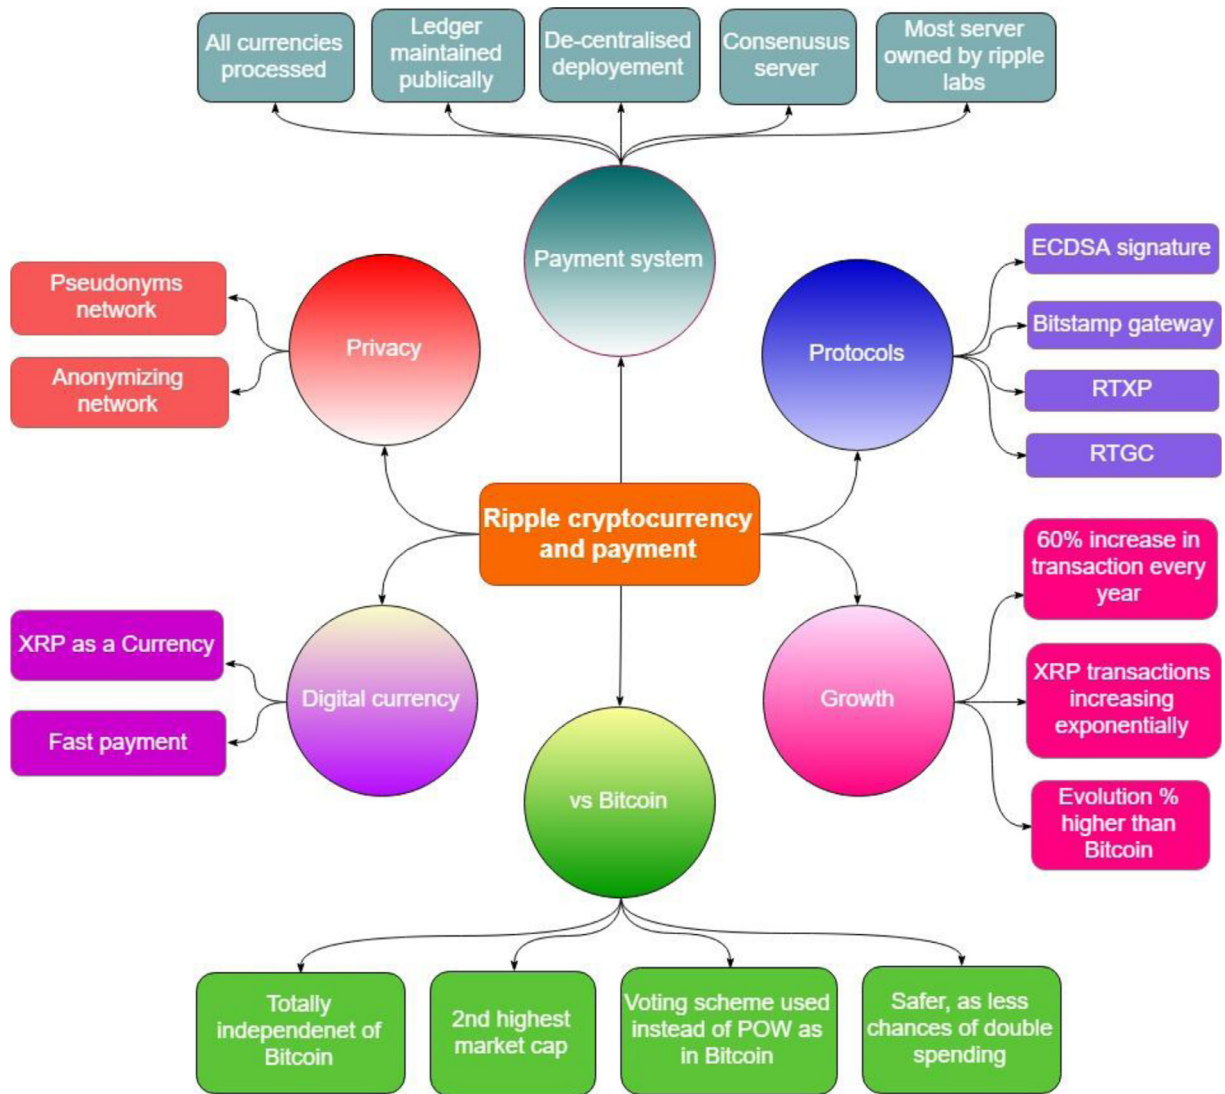 All currencies
processed
Ledger
maintained
publically
De-centralised
deployement
Consenusus
server
Most server
owned by ripple
labs
Payment system
Pseudonyms
network
Anonymizing
network
Privacy
Protocols
ECDSA signature
Bitstamp gateway
RTXP
RTGC
Ripple cryptocurrency
and payment
XRP as a Currency
Fast payment
Digital currency
Growth
60% increase in
transaction every
year
XRP transactions
increasing
exponentially
Evolution %
higher than
Bitcoin
vs Bitcoin
Totally
independenet of
Bitcoin
2nd highest
market cap
Voting scheme used
instead of POW as
in Bitcoin
Safer, as less
chances of double
spending